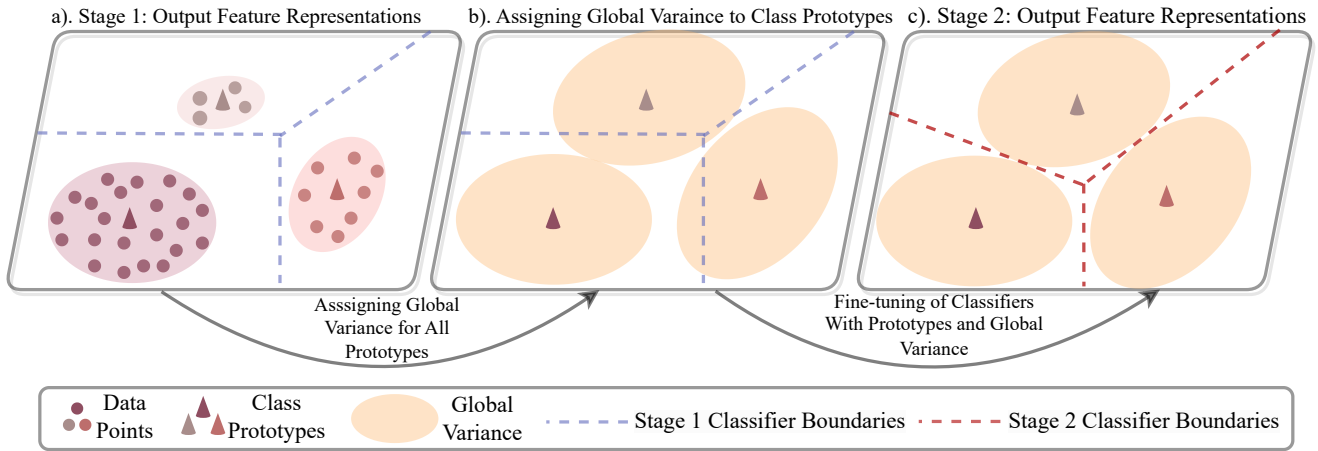 a). Stage 1: Output Feature Representations
b). Assigning Global Varaince to Class Prototypes
c). Stage 2: Output Feature Representations
Asssigning Global
Variance for All
Prototypes
Fine-tuning of Classifiers
With Prototypes and Global
Variance
Data
Points
Class
Prototypes
Global
Variance
Stage 1 Classifier Boundaries
Stage 2 Classifier Boundaries